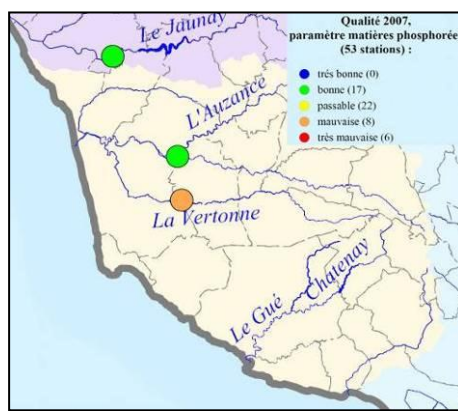 Qualité 2007,
paramètre matières phosphorée
(53 stations) :
trés bonne (0)
bonne (17)
passable (22)
mauvaise (8)
très mauvaise (6)
Le Jaunay
L'Auzance
La Vertonne
Le Gué Chatenay